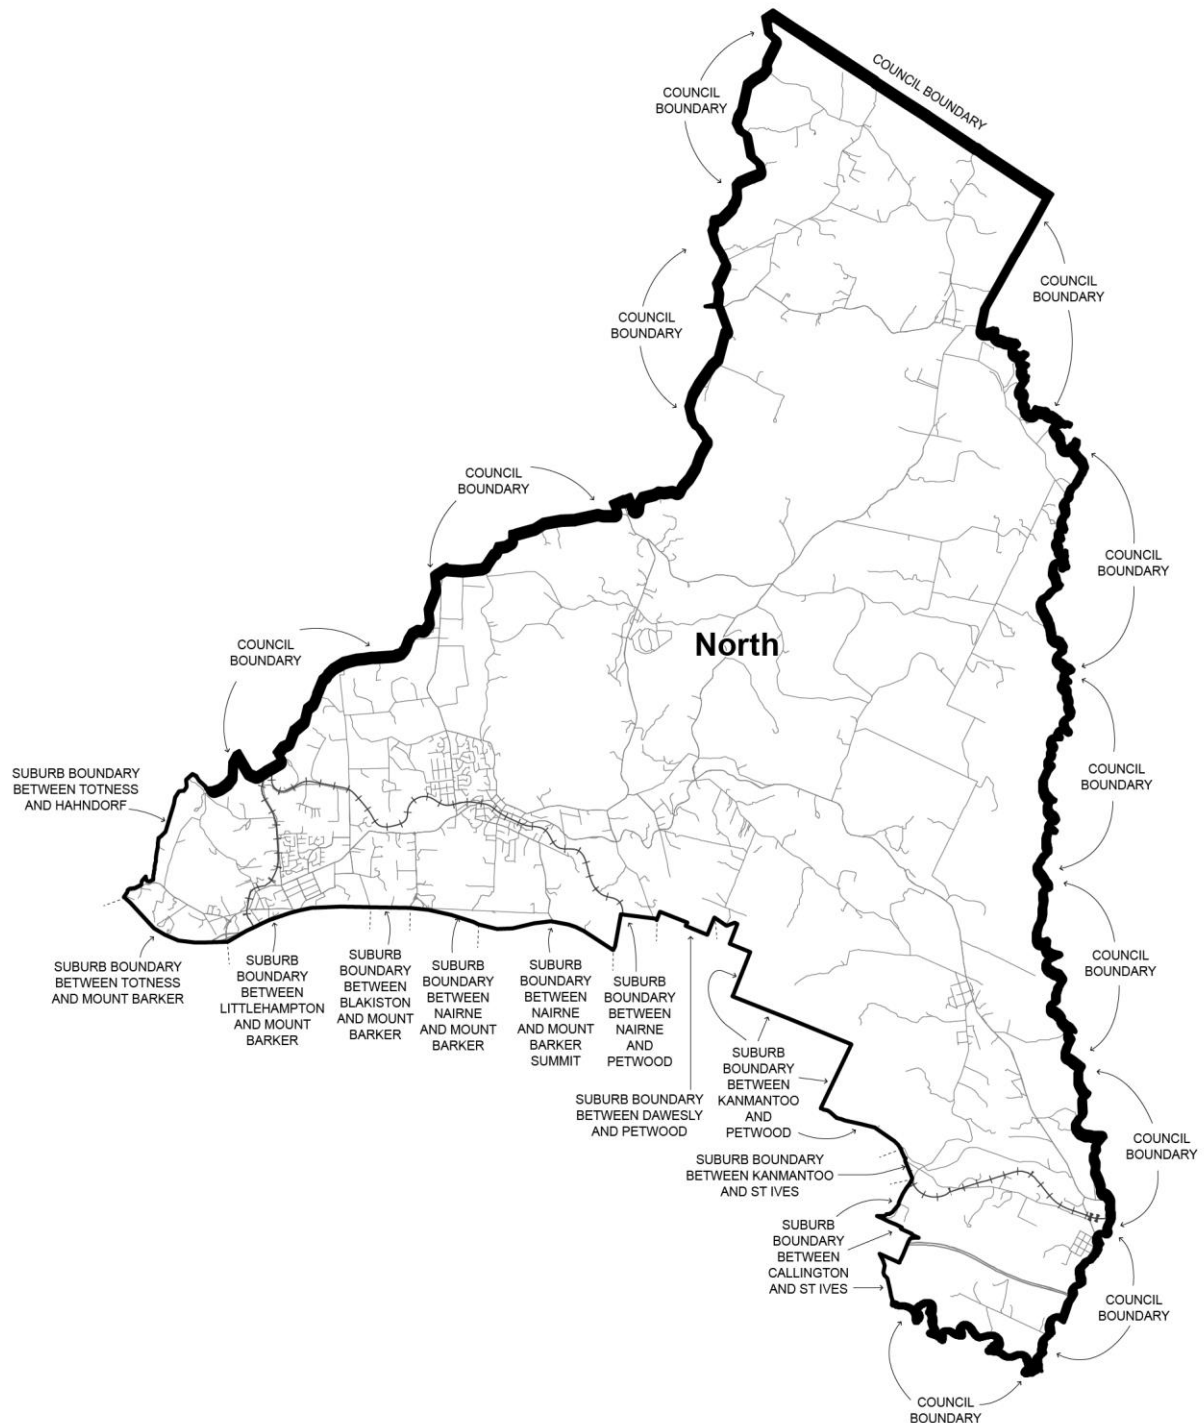 COUNCIL BOUNDARY
COUNCIL
BOUNDARY
COUNCIL
BOUNDARY
COUNCIL
BOUNDARY
COUNCIL
BOUNDARY
COUNCIL
BOUNDARY
COUNCIL
BOUNDARY
North
COUNCIL
BOUNDARY
COUNCIL
BOUNDARY
SUBURB BOUNDARY
BETWEEN TOTNESS
AND HAHNDORF
COUNCIL
BOUNDARY
SUBURB BOUNDARY
BETWEEN TOTNESS
AND MOUNT BARKER
SUBURB
BOUNDARY
BETWEEN
LITTLEHAMPTON
AND MOUNT
BARKER
SUBURB
BOUNDARY
BETWEEN
BLAKISTON
AND MOUNT
BARKER
SUBURB
BOUNDARY
BETWEEN
NAIRNE
AND MOUNT
BARKER
SUBURB
BOUNDARY
BETWEEN
NAIRNE
AND MOUNT
BARKER
SUMMIT
SUBURB
BOUNDARY
BETWEEN
NAIRNE
AND
PETWOOD
SUBURB BOUNDARY
BETWEEN DAWESLY
AND PETWOOD
SUBURB
BOUNDARY
BETWEEN
KANMANTOO
AND
PETWOOD
COUNCIL
BOUNDARY
SUBURB BOUNDARY
BETWEEN KANMANTOO
AND ST IVES
SUBURB
BOUNDARY
BETWEEN
CALLINGTON
AND ST IVES
COUNCIL
BOUNDARY
COUNCIL
BOUNDARY